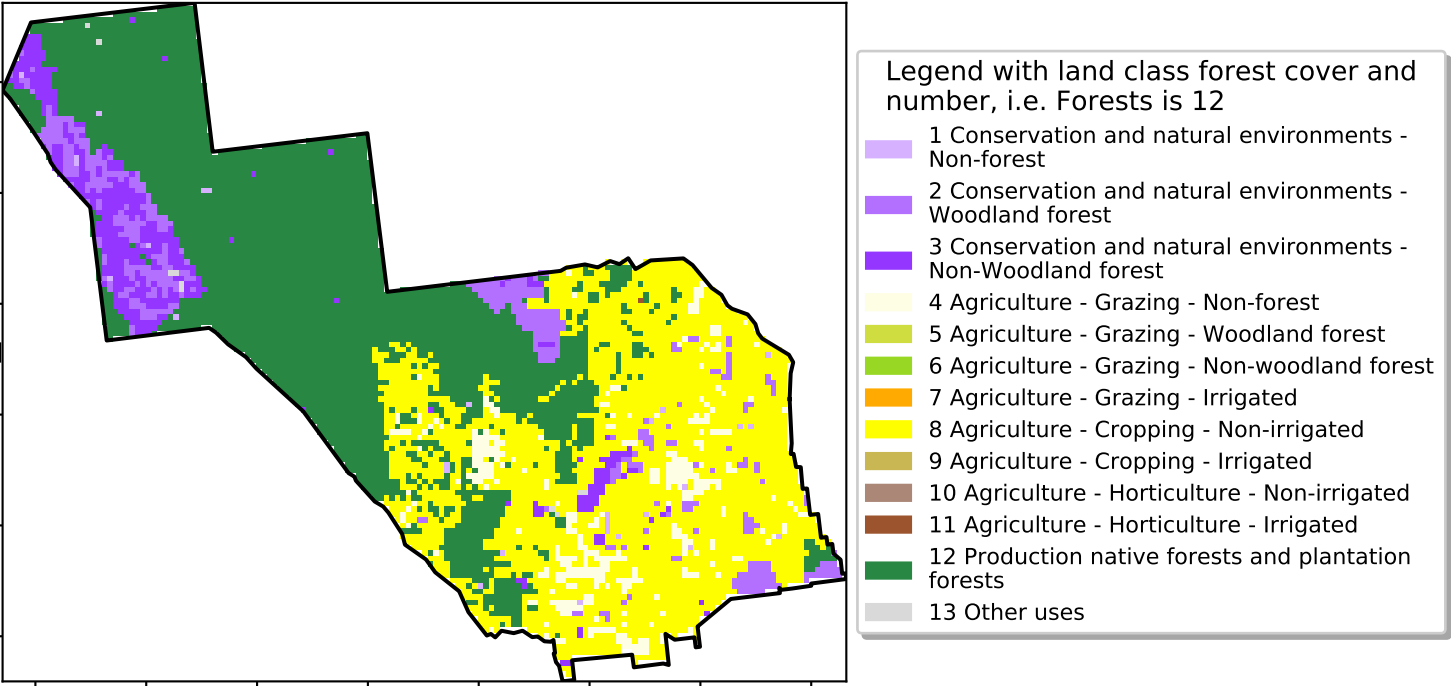 Legend with land class forest cover and
number, i.e. Forests is 12
1 Conservation and natural environments -
Non-forest
2 Conservation and natural environments -
Woodland forest
3 Conservation and natural environments -
Non-Woodland forest
4 Agriculture - Grazing - Non-forest
5 Agriculture - Grazing - Woodland forest
6 Agriculture - Grazing - Non-woodland forest
7 Agriculture - Grazing - Irrigated
8 Agriculture - Cropping - Non-irrigated
9 Agriculture - Cropping - Irrigated
10 Agriculture - Horticulture - Non-irrigated
11 Agriculture - Horticulture - Irrigated
12 Production native forests and plantation
forests
13 Other uses